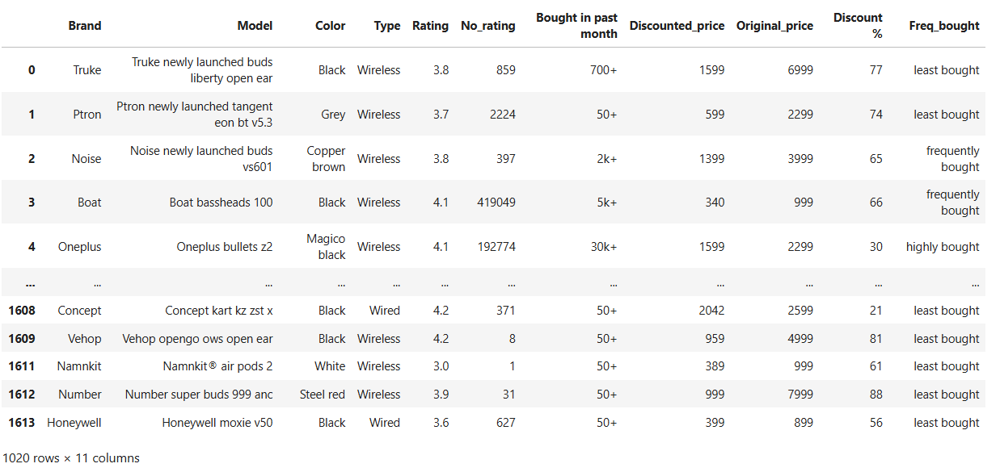 Brand Model Color Type Rating No_rating Bought in past month Discounted_price Original_price Discount % Freq_bought
0 Truke Truke newly launched buds liberty open ear Black Wireless 3.8 859 700+ 1599 6999 77 least bought
1 Ptron Ptron newly launched tangent eon bt v5.3 Grey Wireless 3.7 2224 50+ 599 2299 74 least bought
2 Noise Noise newly launched buds vs601 Copper brown Wireless 3.8 397 2k+ 1399 3999 65 frequently bought
3 Boat Boat bassheads 100 Black Wireless 4.1 419049 5k+ 340 999 66 frequently bought
4 Oneplus Oneplus bullets z2 Magico black Wireless 4.1 192774 30k+ 1599 2299 30 highly bought
... ... ... ... ... ... ... ... ... ... ... ...
1608 Concept Concept kart kz zst x Black Wired 4.2 371 50+ 2042 2599 21 least bought
1609 Vehop Vehop opengo ows open ear Black Wireless 4.2 8 50+ 959 4999 81 least bought
1611 Namnkit Namnkit® air pods 2 White Wireless 3.0 1 50+ 389 999 61 least bought
1612 Number Number super buds 999 anc Steel red Wireless 3.9 31 50+ 999 7999 88 least bought
1613 Honeywell Honeywell moxie v50 Black Wired 3.6 627 50+ 399 899 56 least bought
1020 rows × 11 columns